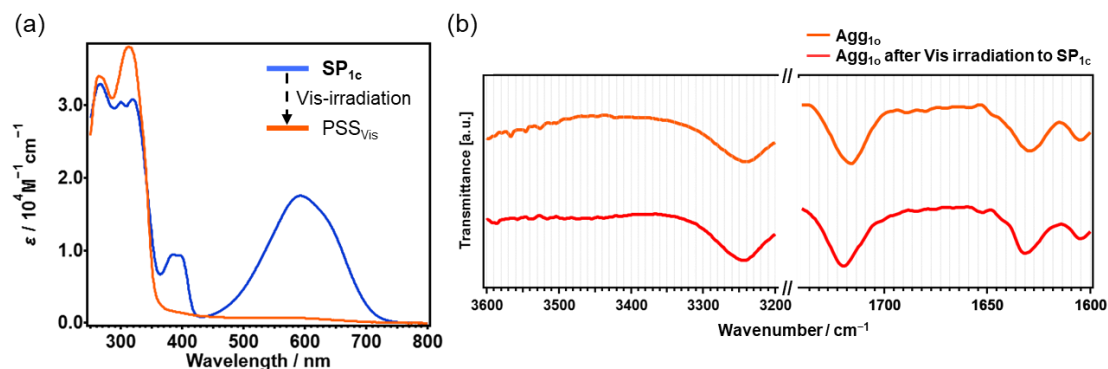 (a)
SP1c
Vis-irradiation
PSSVis
ε / 10⁴M⁻¹cm⁻¹
3.0
2.0
1.0
0.0
300 400 500 600 700 800
Wavelength / nm
(b)
Agg1o
Agg1o after Vis irradiation to SP1c
Transmittance [a.u.]
//
//
3600 3500 3400 3300 3200 1700 1650 1600
Wavenumber / cm⁻¹